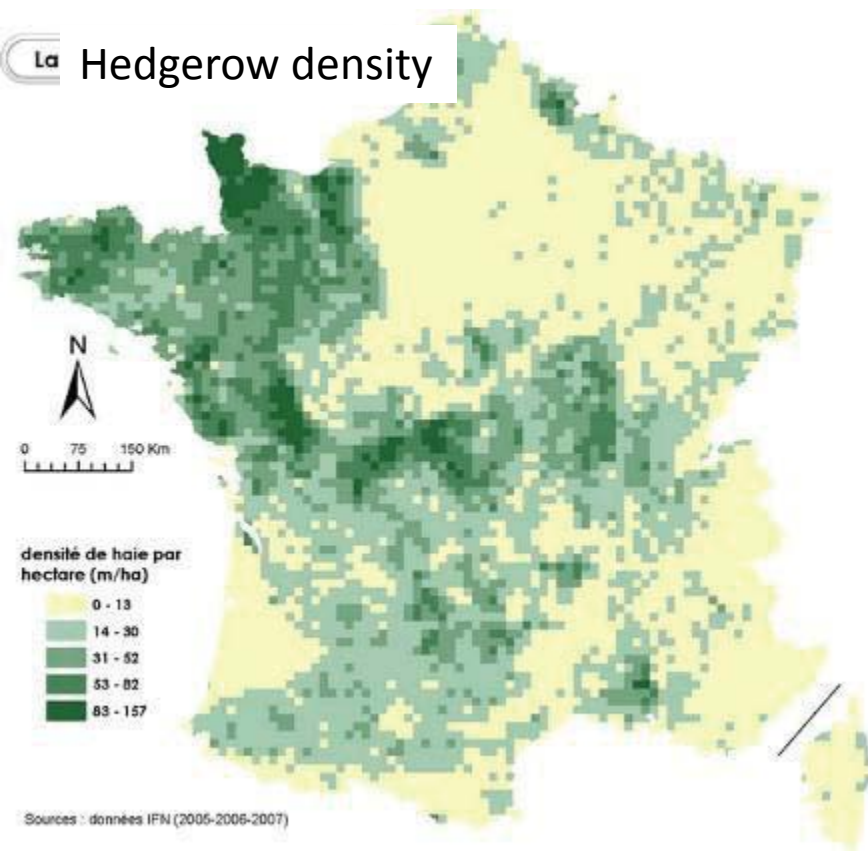 La
Hedgerow density
N
0 75 150 Km
densité de haie par
hectare (m/ha)
0 - 13
14 - 30
31 - 52
53 - 82
83 - 157
Sources : données IFN (2005-2006-2007)